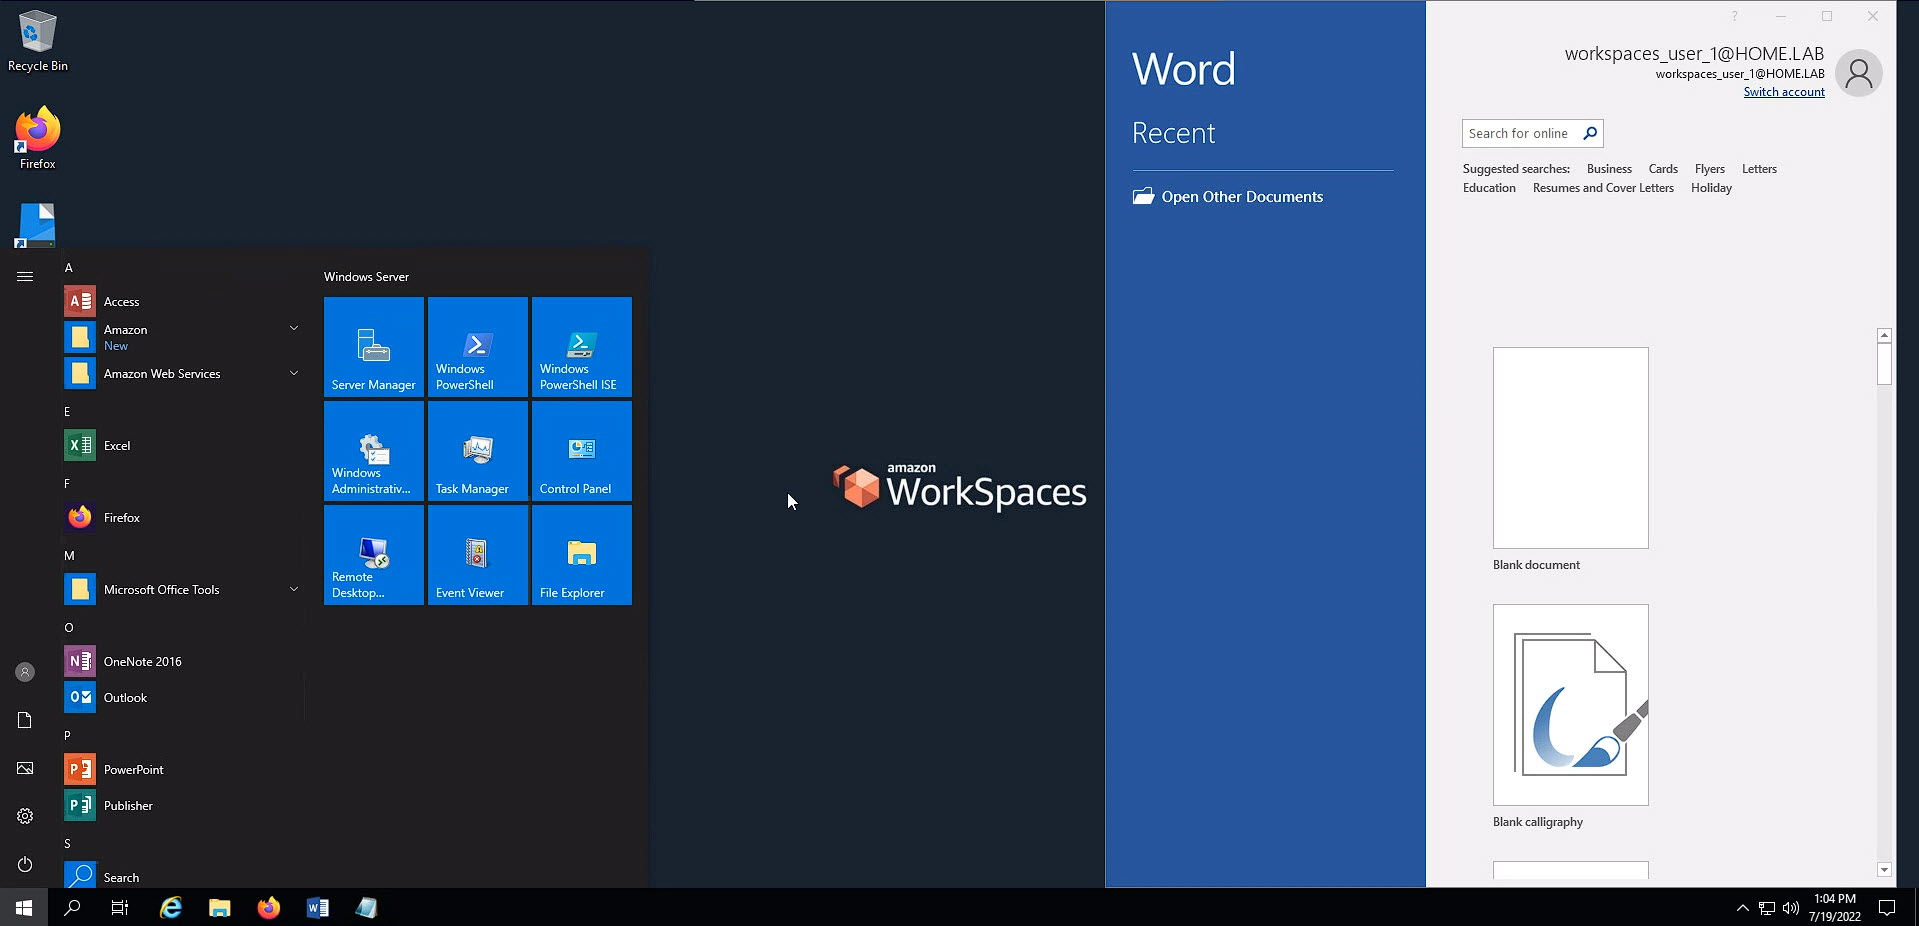 Recycle Bin
Firefox
A
Access
Amazon
New
Amazon Web Services
E
Excel
F
Firefox
M
Microsoft Office Tools
O
OneNote 2016
Outlook
P
PowerPoint
Publisher
S
Search
Windows Server
Server Manager
Windows
PowerShell
Windows
PowerShell ISE
Windows
Administrativ...
Task Manager
Control Panel
Remote
Desktop...
Event Viewer
File Explorer
amazon
WorkSpaces
Word
Recent
Open Other Documents
workspaces_user_1@HOME.LAB
workspaces_user_1@HOME.LAB
Switch account
Search for online
Suggested searches: Business Cards Flyers Letters
Education Resumes and Cover Letters Holiday
Blank document
Blank calligraphy
1:04 PM
7/19/2022